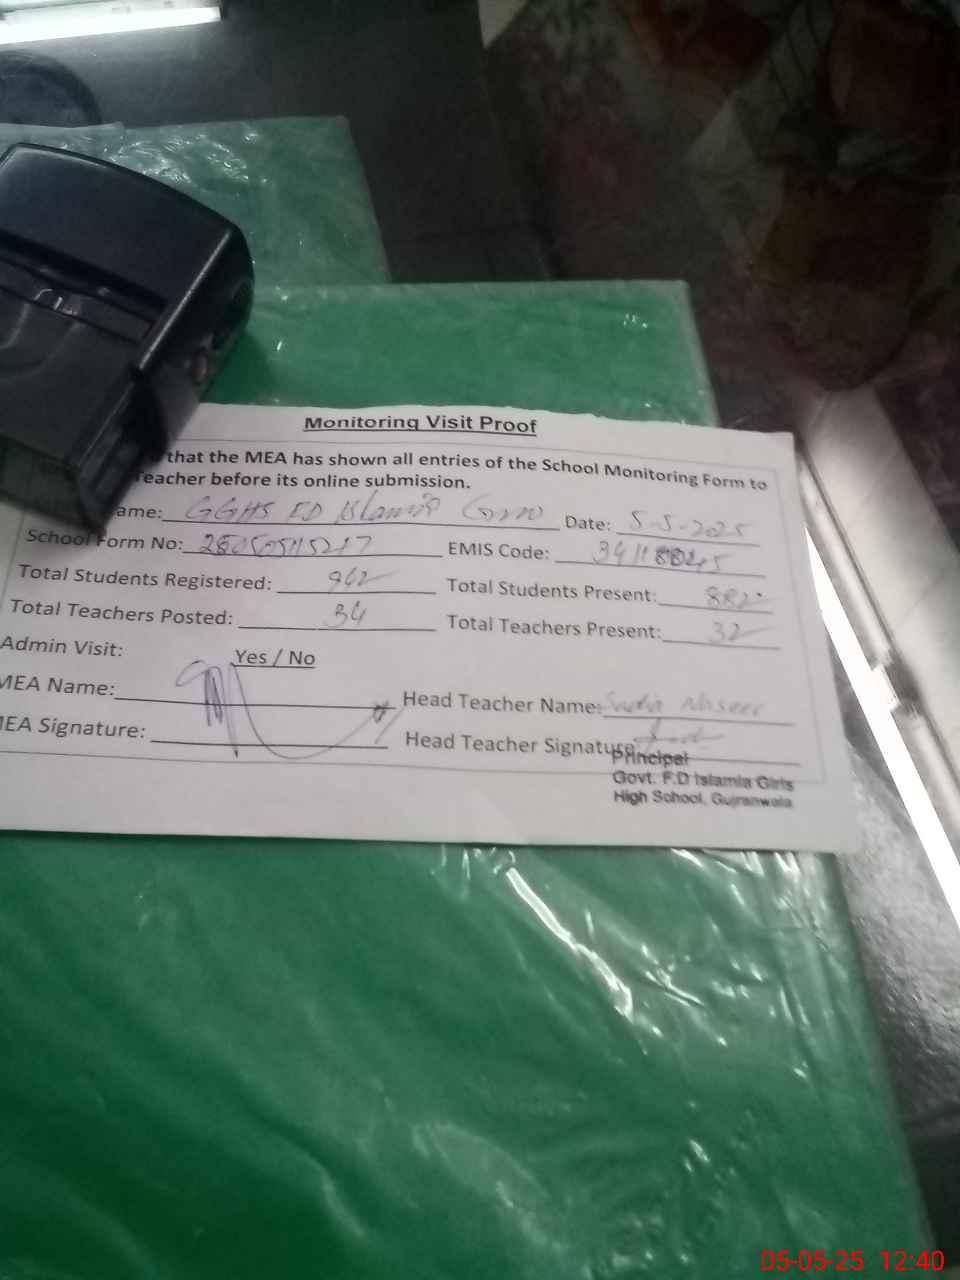 Monitoring Visit Proof
that the MEA has shown all entries of the School Monitoring Form to
Teacher before its online submission.
ame: GGHS FD Islamia Grw Date: 5-5-2025
School Form No: EMIS Code:
Total Students Registered: 962 Total Students Present: 882
Total Teachers Posted: 34 Total Teachers Present: 32
Admin Visit: Yes / No
MEA Name: Head Teacher Name: Sadia Naseer
MEA Signature: Head Teacher Signature:
Principal
Govt. F.D Islamia Girls
High School, Gujranwala
05-05-25 12:40